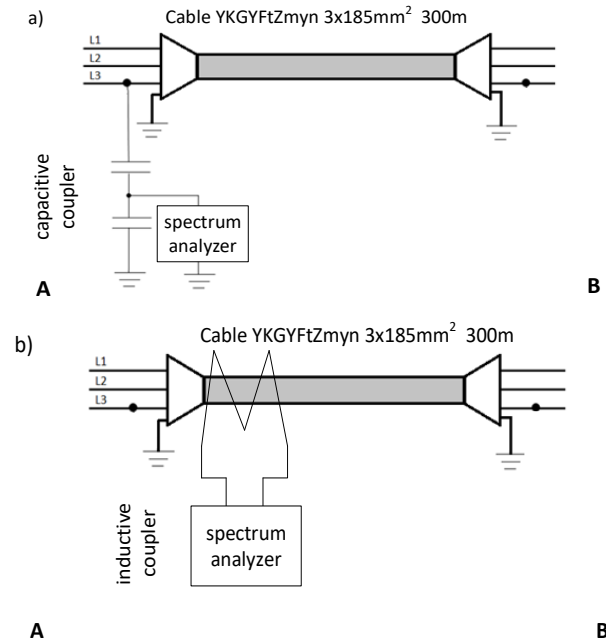 a)
Cable YKGYFtZmyn 3x185mm² 300m
L1
L2
L3
capacitive
coupler
spectrum
analyzer
A
B
b)
Cable YKGYFtZmyn 3x185mm² 300m
L1
L2
L3
inductive
coupler
spectrum
analyzer
A
B